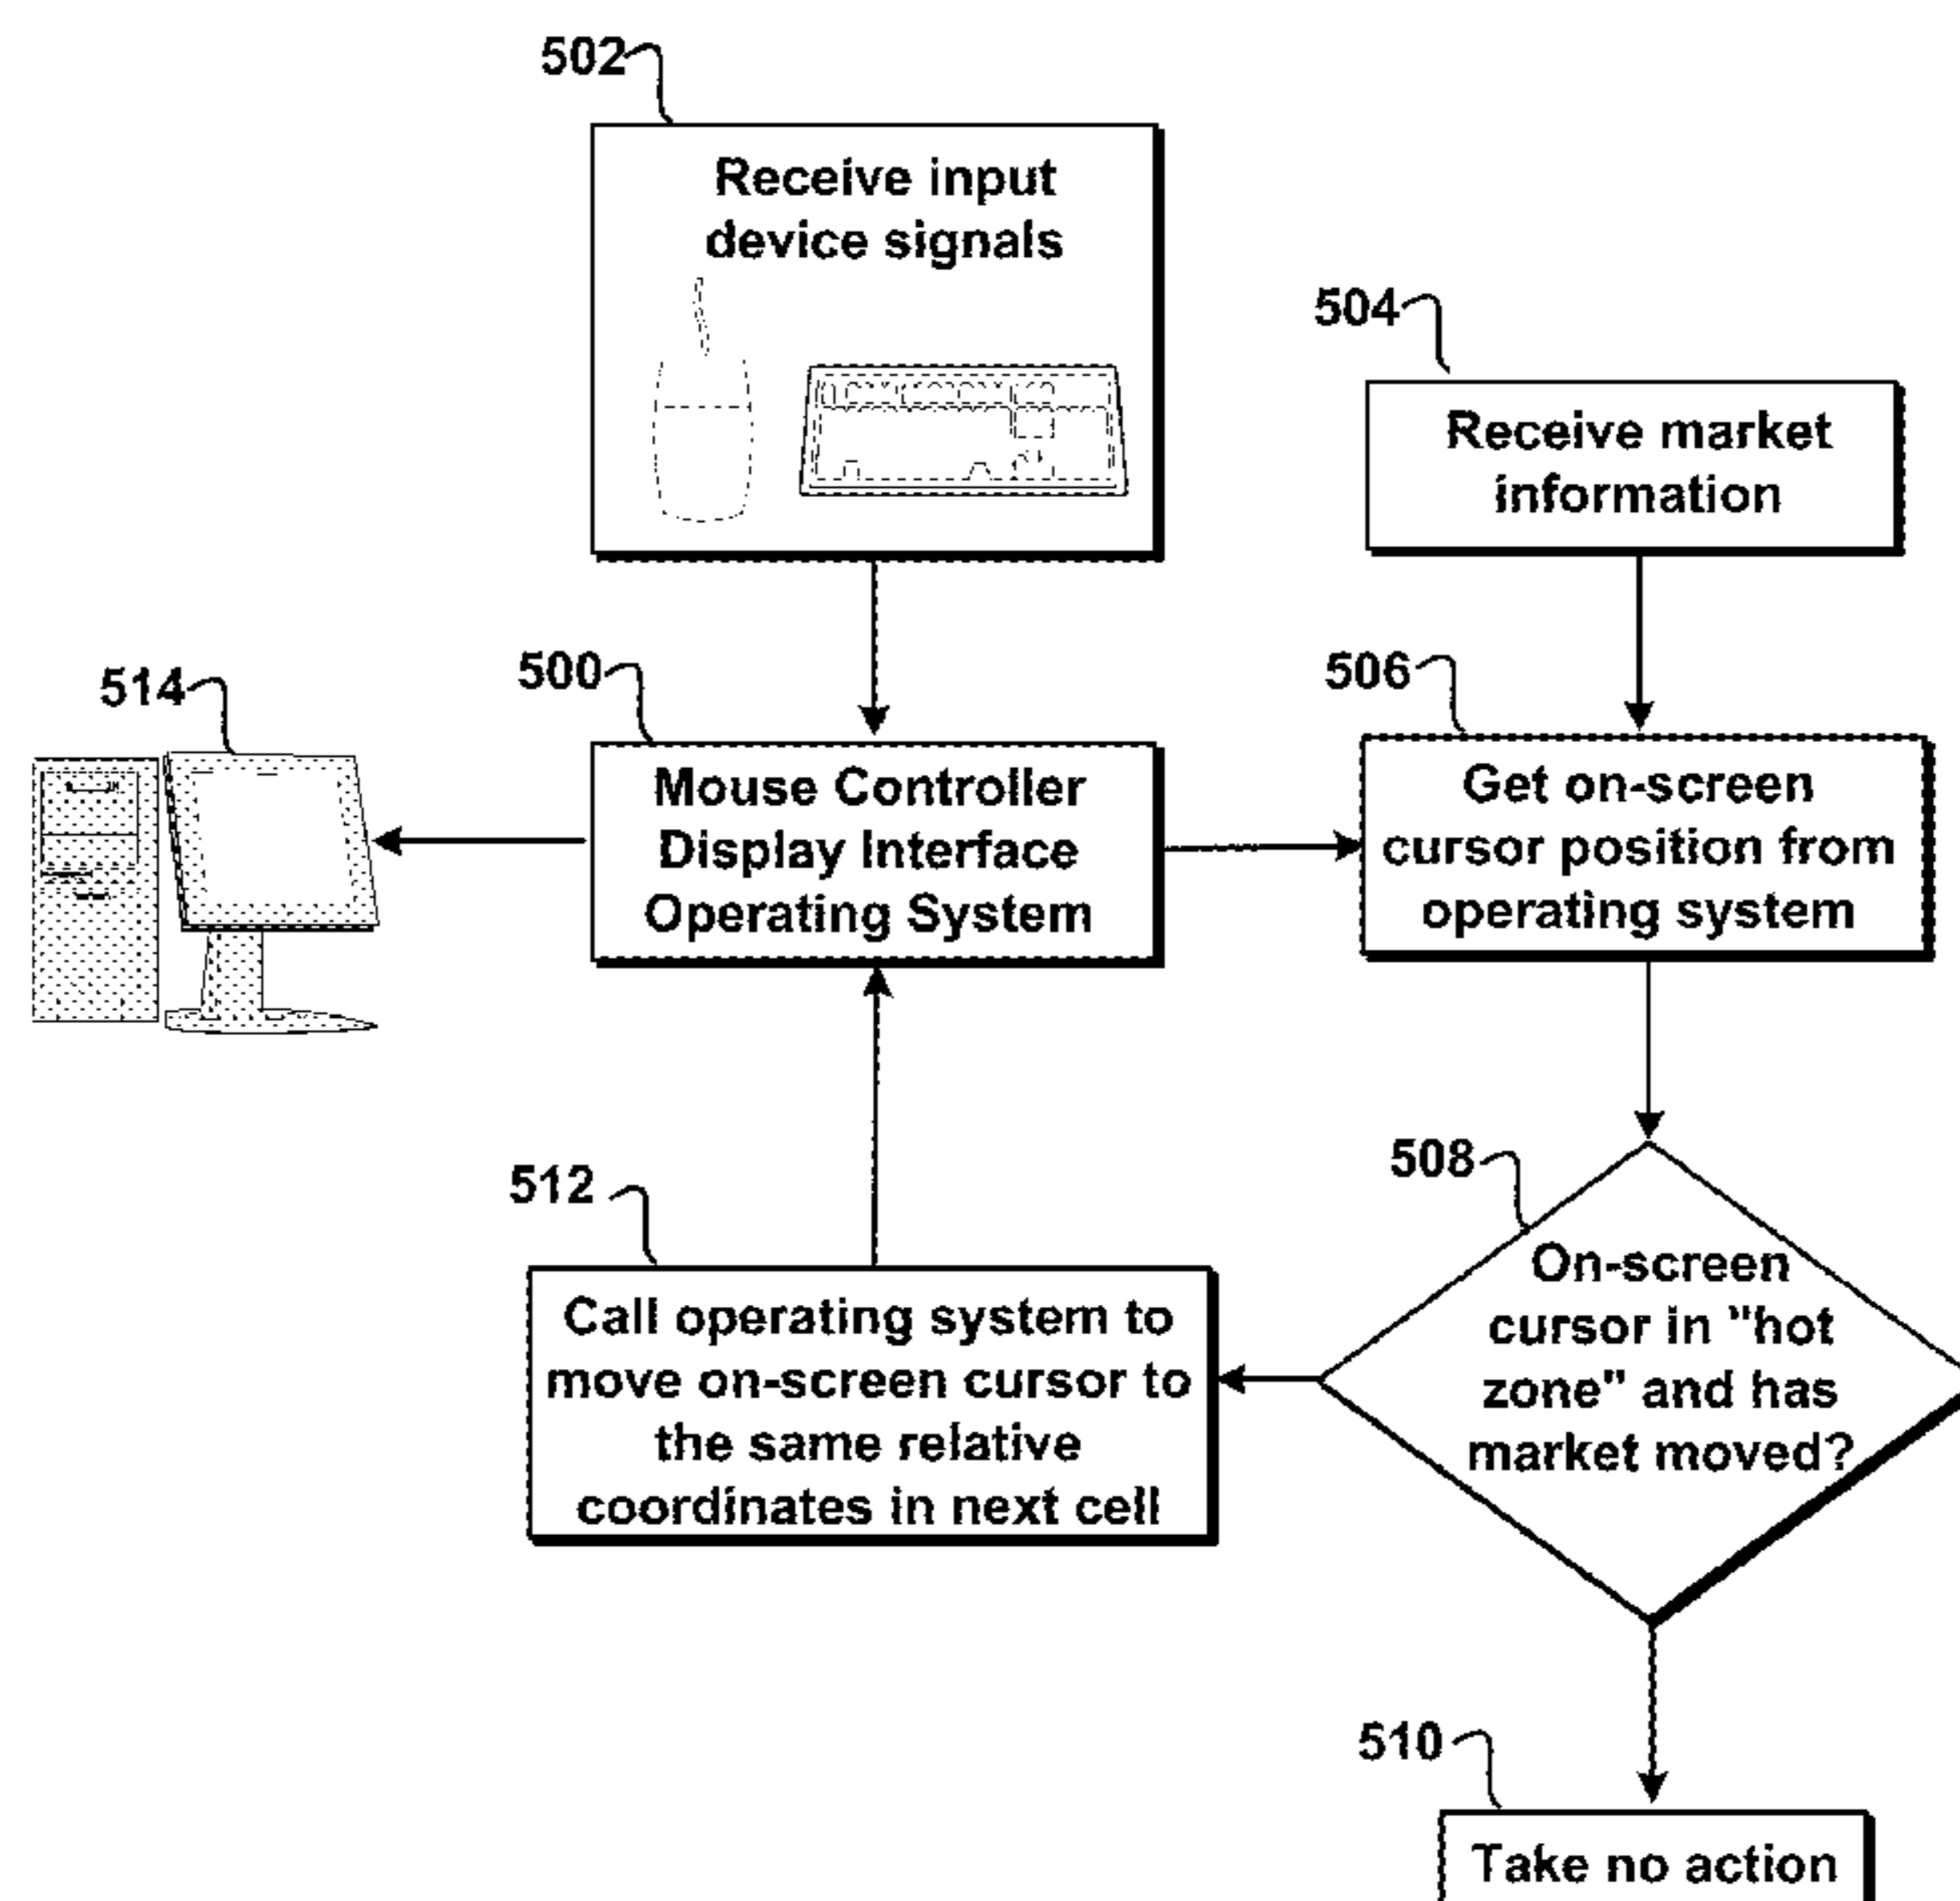 502
Receive input
device signals
504
Receive market
information
514
500
Mouse Controller
Display Interface
Operating System
506
Get on-screen
cursor position from
operating system
512
Call operating system to
move on-screen cursor to
the same relative
coordinates in next cell
508
On-screen
cursor in "hot
zone" and has
market moved?
510
Take no action